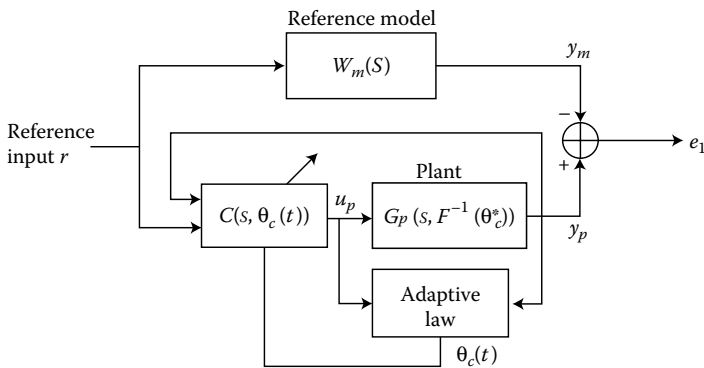 Reference model
W_m(S)
y_m
−
Reference
input r
e_1
+
Plant
C(s, θ_c(t))
u_p
G_P (s, F^{−1} (θ_c^*))
y_p
Adaptive
law
θ_c(t)